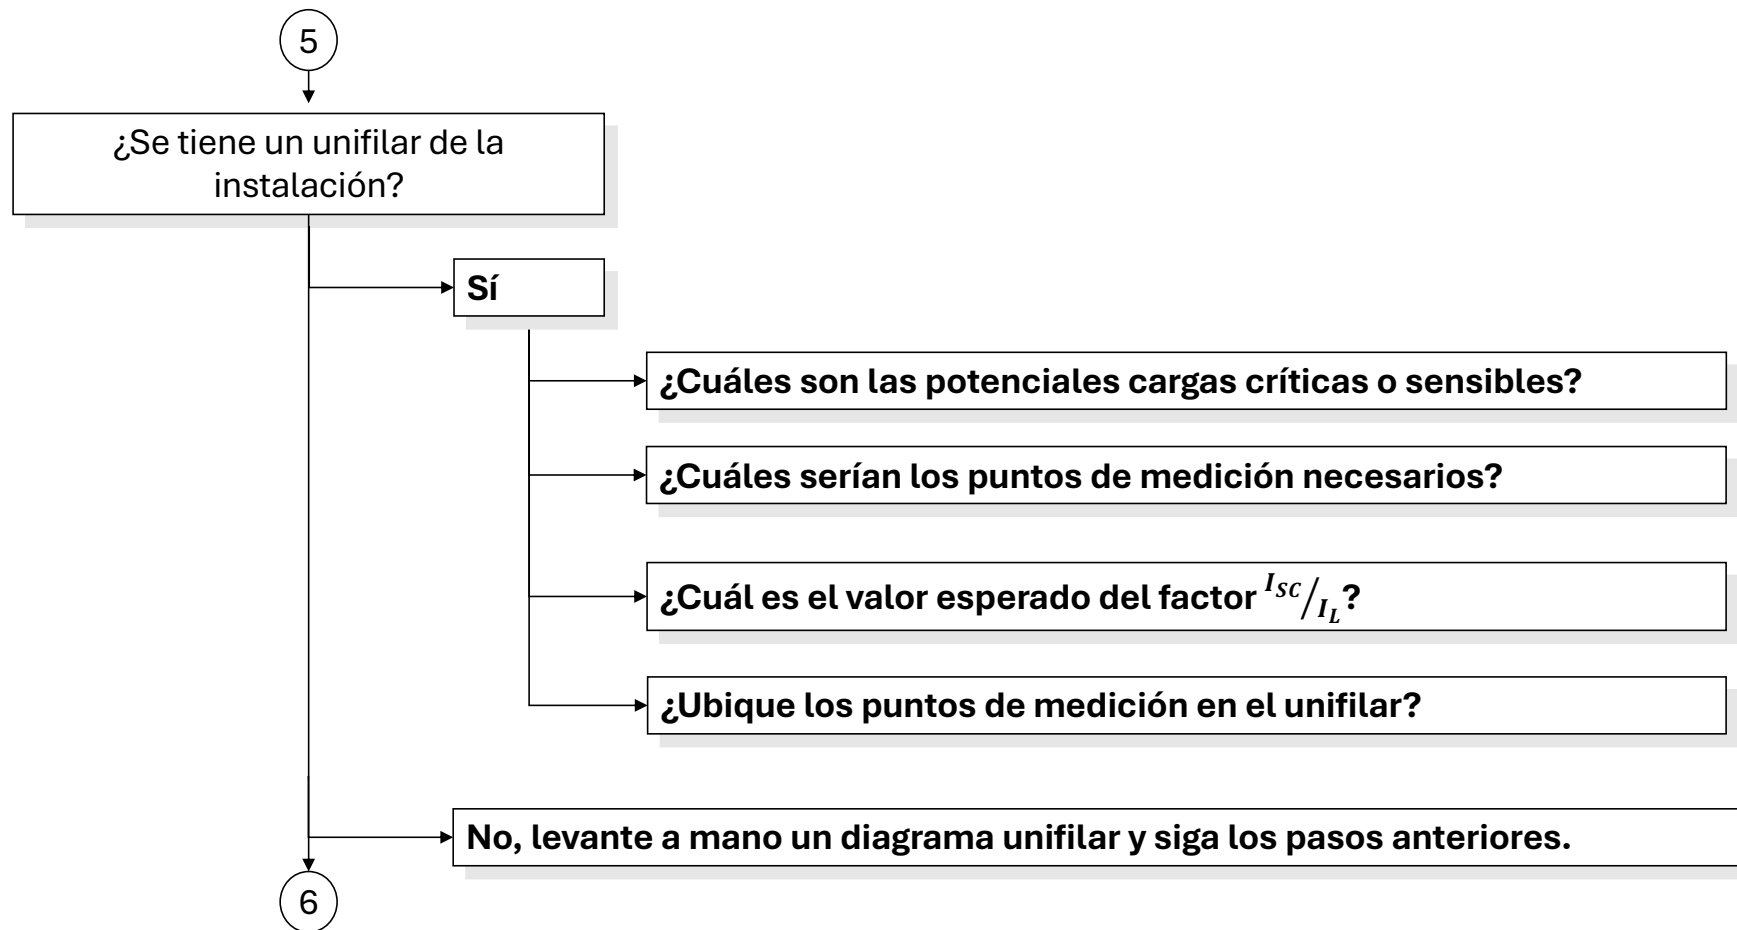 5
¿Se tiene un unifilar de la
instalación?
Sí
¿Cuáles son las potenciales cargas críticas o sensibles?
¿Cuáles serían los puntos de medición necesarios?
¿Cuál es el valor esperado del factor I_SC/I_L?
¿Ubique los puntos de medición en el unifilar?
No, levante a mano un diagrama unifilar y siga los pasos anteriores.
6